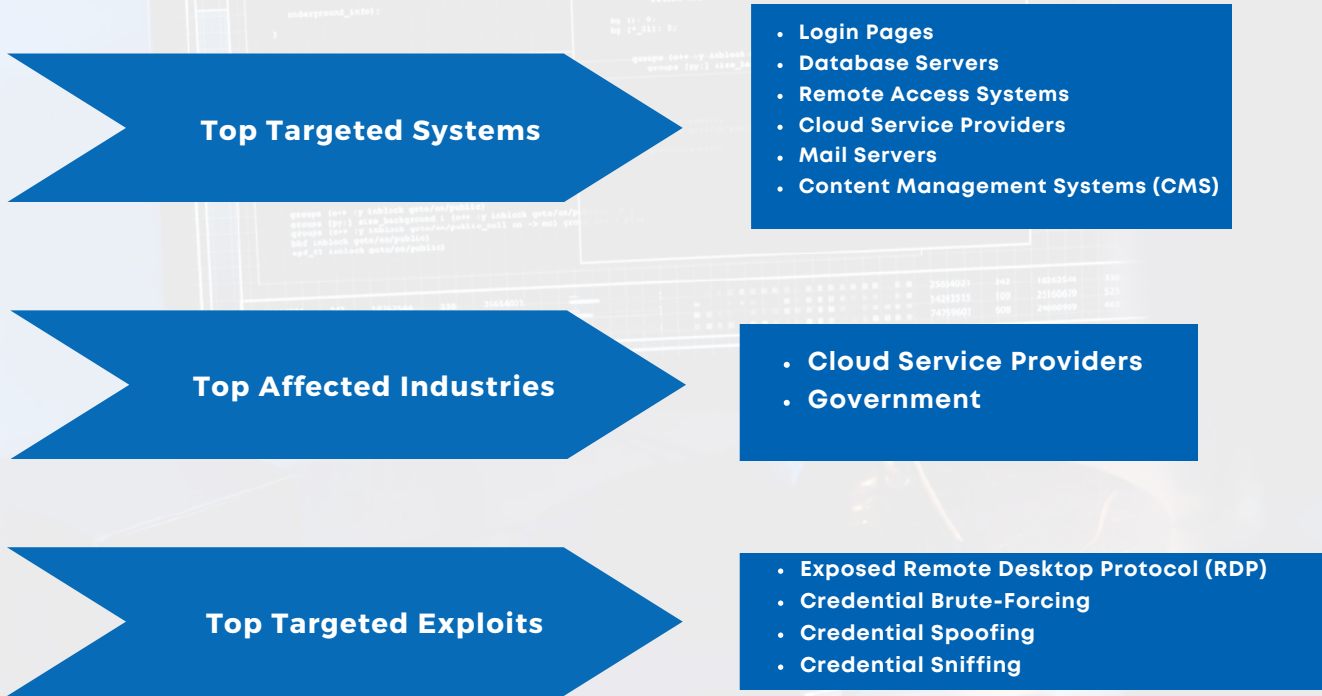 Top Targeted Systems
• Login Pages
• Database Servers
• Remote Access Systems
• Cloud Service Providers
• Mail Servers
• Content Management Systems (CMS)
Top Affected Industries
• Cloud Service Providers
• Government
Top Targeted Exploits
• Exposed Remote Desktop Protocol (RDP)
• Credential Brute-Forcing
• Credential Spoofing
• Credential Sniffing